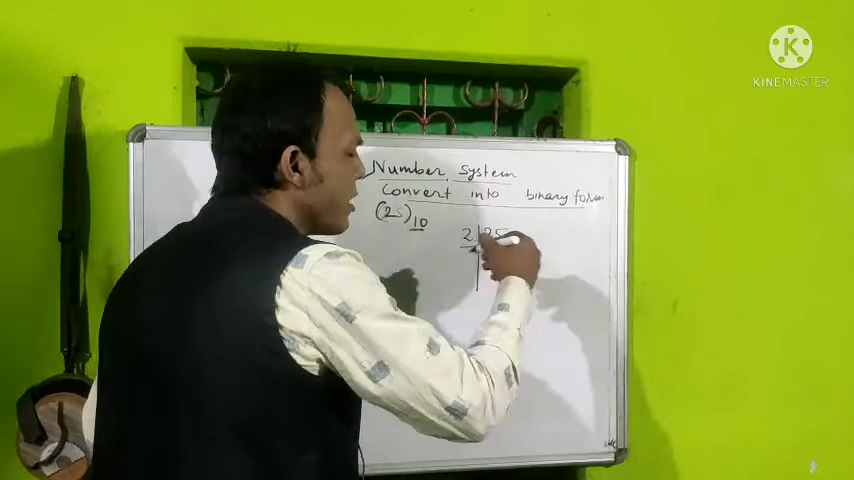 Number system
Convert into binary form
(25)10
2 25
KINEMASTER